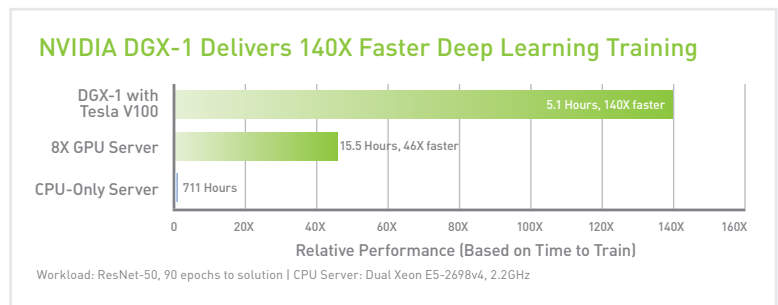 NVIDIA DGX-1 Delivers 140X Faster Deep Learning Training
DGX-1 with
Tesla V100
5.1 Hours, 140X faster
8X GPU Server
15.5 Hours, 46X faster
CPU-Only Server
711 Hours
0 20X 40X 60X 80X 100X 120X 140X 160X
Relative Performance (Based on Time to Train)
Workload: ResNet-50, 90 epochs to solution | CPU Server: Dual Xeon E5-2698v4, 2.2GHz